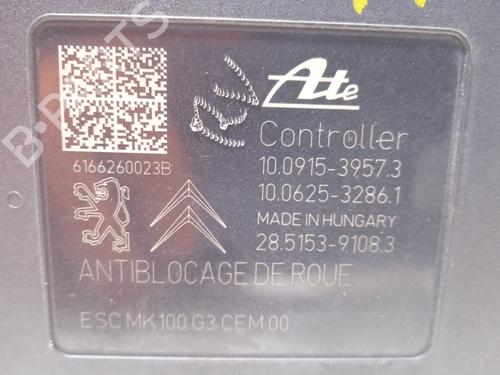 Ate
Controller
6166260023B
10.0915-3957.3
10.0625-3286.1
MADE IN HUNGARY
28.5153-9108.3
ANTIBLOCAGE DE ROUE
ESC MK100 G3 CEM 00